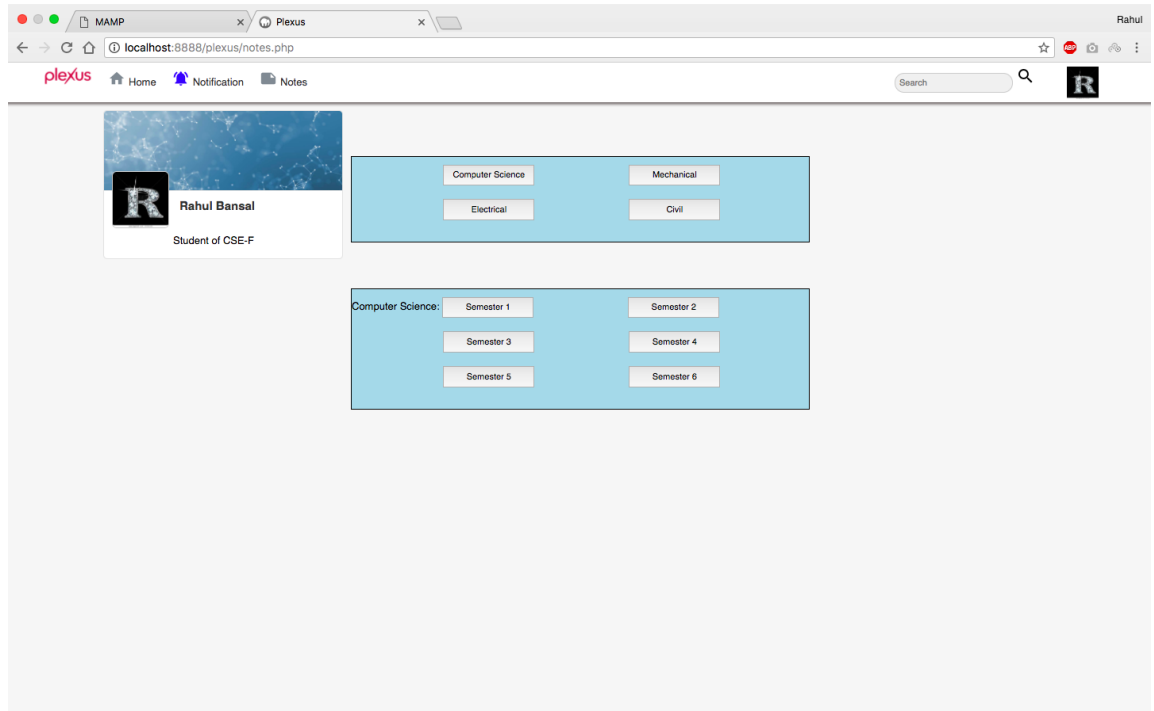 MAMP
Plexus
Rahul
localhost:8888/plexus/notes.php
ABP
plexus
Home
Notification
Notes
Search
R
R
Rahul Bansal
Student of CSE-F
Computer Science Mechanical
Electrical Civil
Computer Science: Semester 1 Semester 2
Semester 3 Semester 4
Semester 5 Semester 6